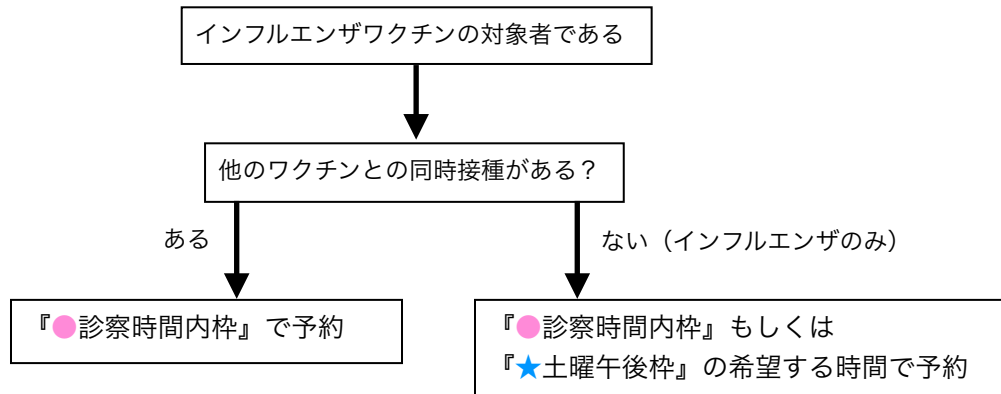 インフルエンザワクチンの対象者である
他のワクチンとの同時接種がある？
ある
ない（インフルエンザのみ）
『●診察時間内枠』で予約
『●診察時間内枠』もしくは
『★土曜午後枠』の希望する時間で予約